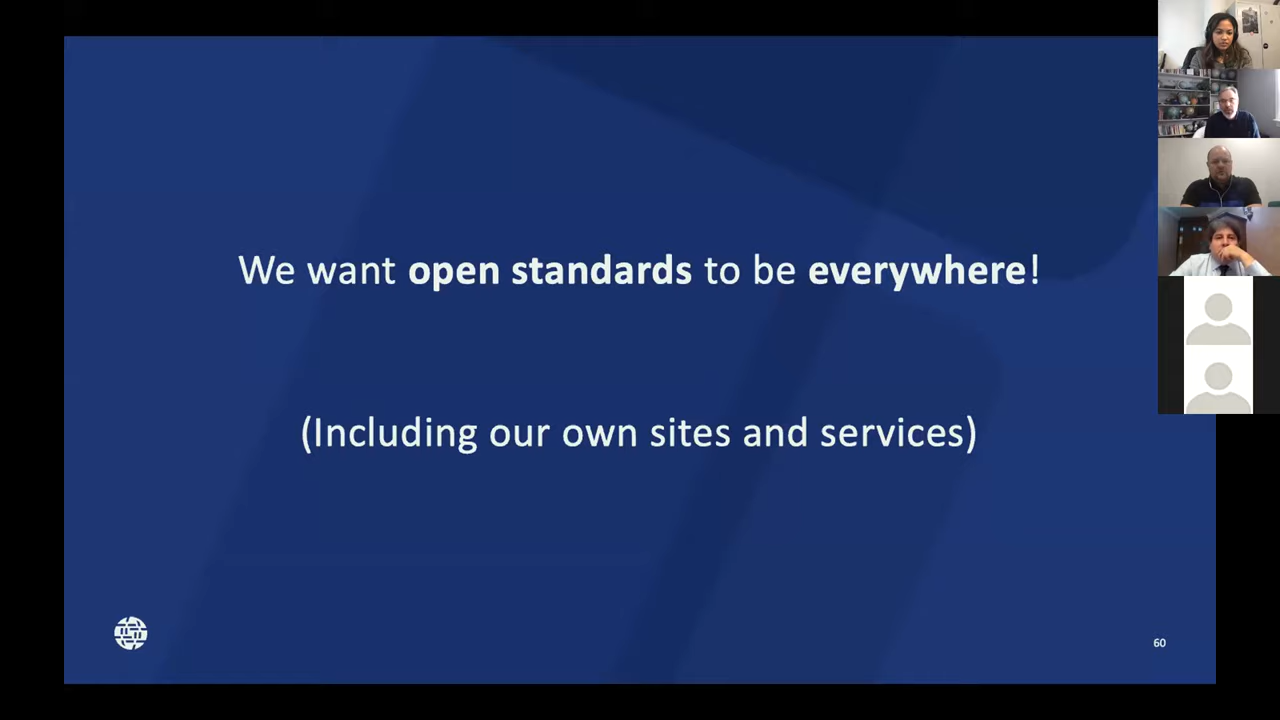 We want open standards to be everywhere!
(Including our own sites and services)
60